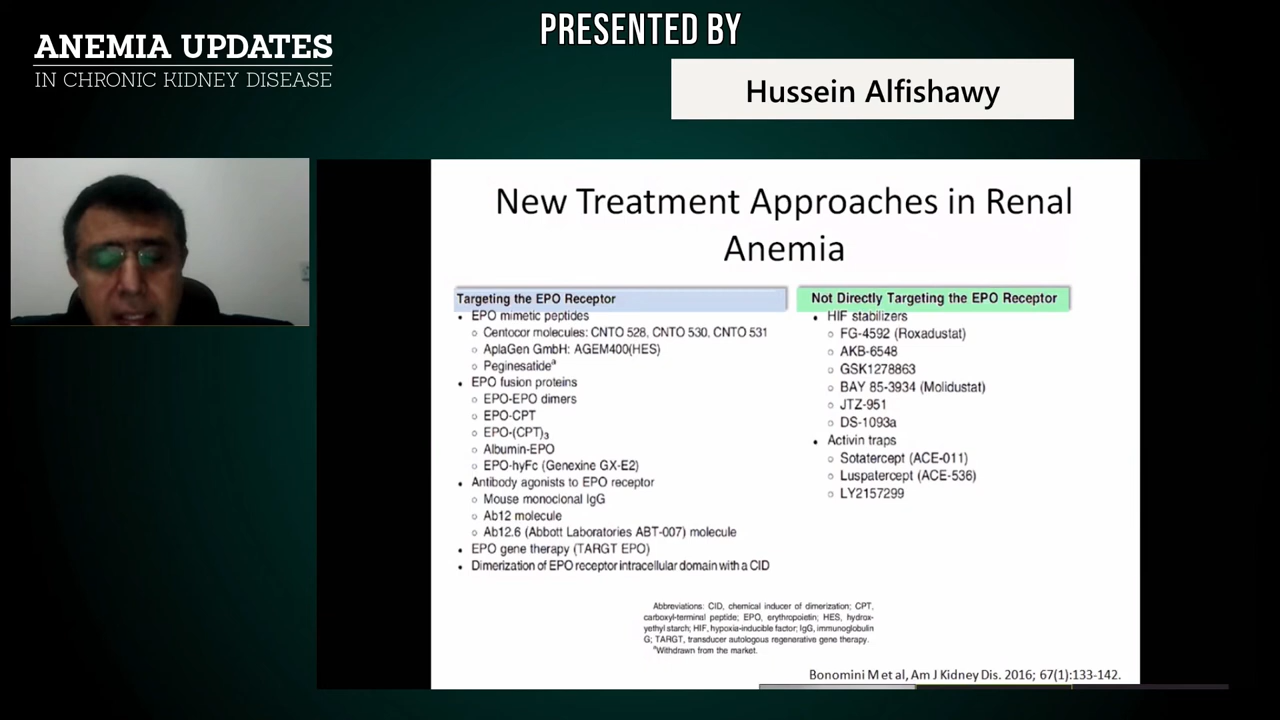 PRESENTED BY
ANEMIA UPDATES
IN CHRONIC KIDNEY DISEASE
Hussein Alfishawy
New Treatment Approaches in Renal
Anemia
Targeting the EPO Receptor
• EPO mimetic peptides
○ Centocor molecules: CNTO 528, CNTO 530, CNTO 531
○ AplaGen GmbH: AGEM400(HES)
○ Peginesatideᵃ
• EPO fusion proteins
○ EPO-EPO dimers
○ EPO-CPT
○ EPO-(CPT)₃
○ Albumin-EPO
○ EPO-hyFc (Genexine GX-E2)
• Antibody agonists to EPO receptor
○ Mouse monoclonal IgG
○ Ab12 molecule
○ Ab12.6 (Abbott Laboratories ABT-007) molecule
• EPO gene therapy (TARGT EPO)
• Dimerization of EPO receptor intracellular domain with a CID
Not Directly Targeting the EPO Receptor
• HIF stabilizers
○ FG-4592 (Roxadustat)
○ AKB-6548
○ GSK1278863
○ BAY 85-3934 (Molidustat)
○ JTZ-951
○ DS-1093a
• Activin traps
○ Sotatercept (ACE-011)
○ Luspatercept (ACE-536)
○ LY2157299
Abbreviations: CID, chemical inducer of dimerization; CPT,
carboxyl-terminal peptide; EPO, erythropoietin; HES, hydrox-
yethyl starch; HIF, hypoxia-inducible factor; IgG, immunoglobulin
G; TARGT, transducer autologous regenerative gene therapy.
ᵃWithdrawn from the market.
Bonomini M et al, Am J Kidney Dis. 2016; 67(1):133-142.